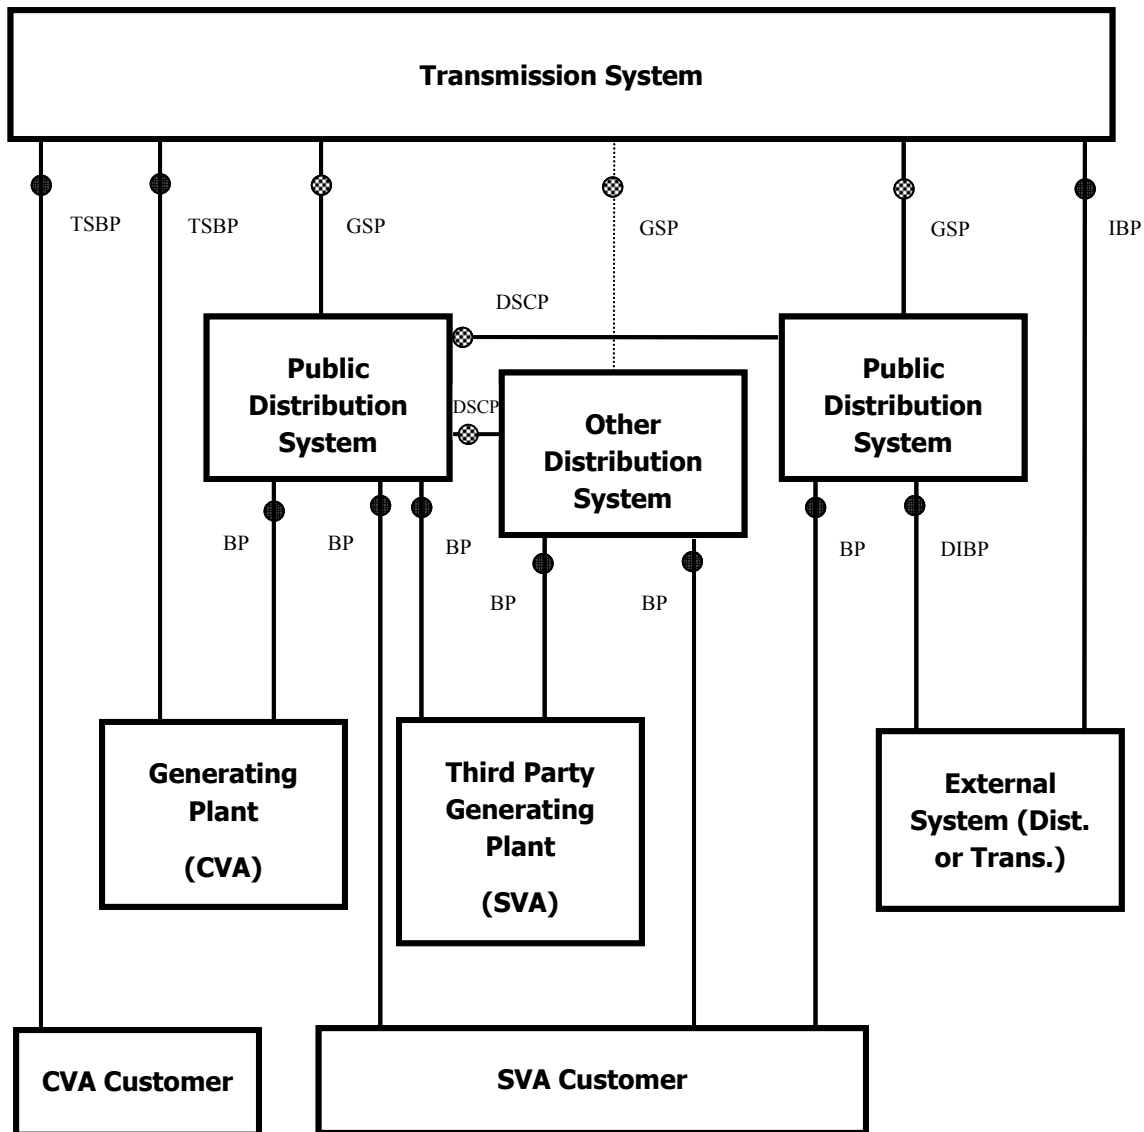 Transmission System
TSBP
TSBP
GSP
GSP
GSP
IBP
DSCP
Public
Distribution
System
DSCP
Other
Distribution
System
Public
Distribution
System
BP
BP
BP
BP
BP
BP
DIBP
Generating
Plant
(CVA)
Third Party
Generating
Plant
(SVA)
External
System (Dist.
or Trans.)
CVA Customer
SVA Customer